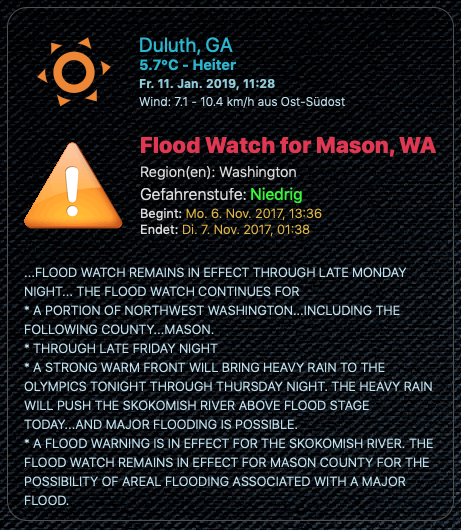 Duluth, GA
5.7°C - Heiter
Fr. 11. Jan. 2019, 11:28
Wind: 7.1 - 10.4 km/h aus Ost-Südost
Flood Watch for Mason, WA
Region(en): Washington
Gefahrenstufe: Niedrig
Begint: Mo. 6. Nov. 2017, 13:36
Endet: Di. 7. Nov. 2017, 01:38
...FLOOD WATCH REMAINS IN EFFECT THROUGH LATE MONDAY
NIGHT... THE FLOOD WATCH CONTINUES FOR
* A PORTION OF NORTHWEST WASHINGTON...INCLUDING THE
FOLLOWING COUNTY...MASON.
* THROUGH LATE FRIDAY NIGHT
* A STRONG WARM FRONT WILL BRING HEAVY RAIN TO THE
OLYMPICS TONIGHT THROUGH THURSDAY NIGHT. THE HEAVY RAIN
WILL PUSH THE SKOKOMISH RIVER ABOVE FLOOD STAGE
TODAY...AND MAJOR FLOODING IS POSSIBLE.
* A FLOOD WARNING IS IN EFFECT FOR THE SKOKOMISH RIVER. THE
FLOOD WATCH REMAINS IN EFFECT FOR MASON COUNTY FOR THE
POSSIBILITY OF AREAL FLOODING ASSOCIATED WITH A MAJOR
FLOOD.